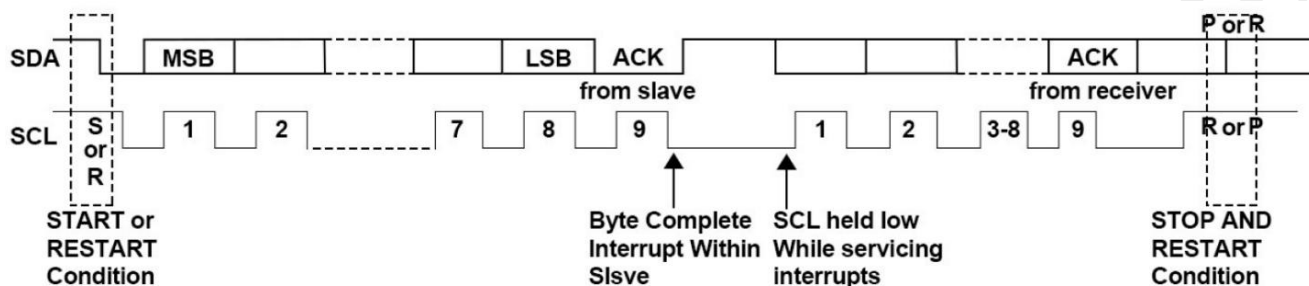 P or R
SDA MSB LSB ACK ACK
from slave from receiver
SCL S or R 1 2 7 8 9 1 2 3-8 9 R or P
START or RESTART Condition
Byte Complete Interrupt Within Slsve
SCL held low While servicing interrupts
STOP AND RESTART Condition